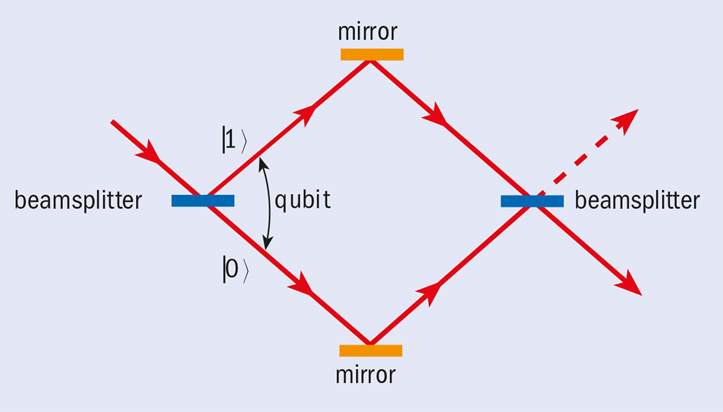 mirror
|1⟩
beamsplitter
qubit
beamsplitter
|0⟩
mirror